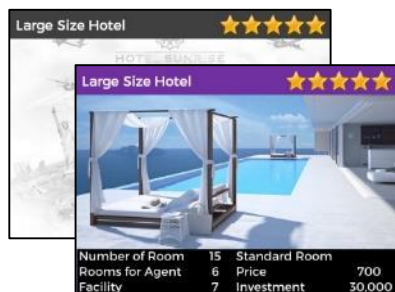 Large Size Hotel
HOTEL SUNRISE
Large Size Hotel
Number of Room 15 Standard Room
Rooms for Agent 6 Price 700
Facility 7 Investment 30,000